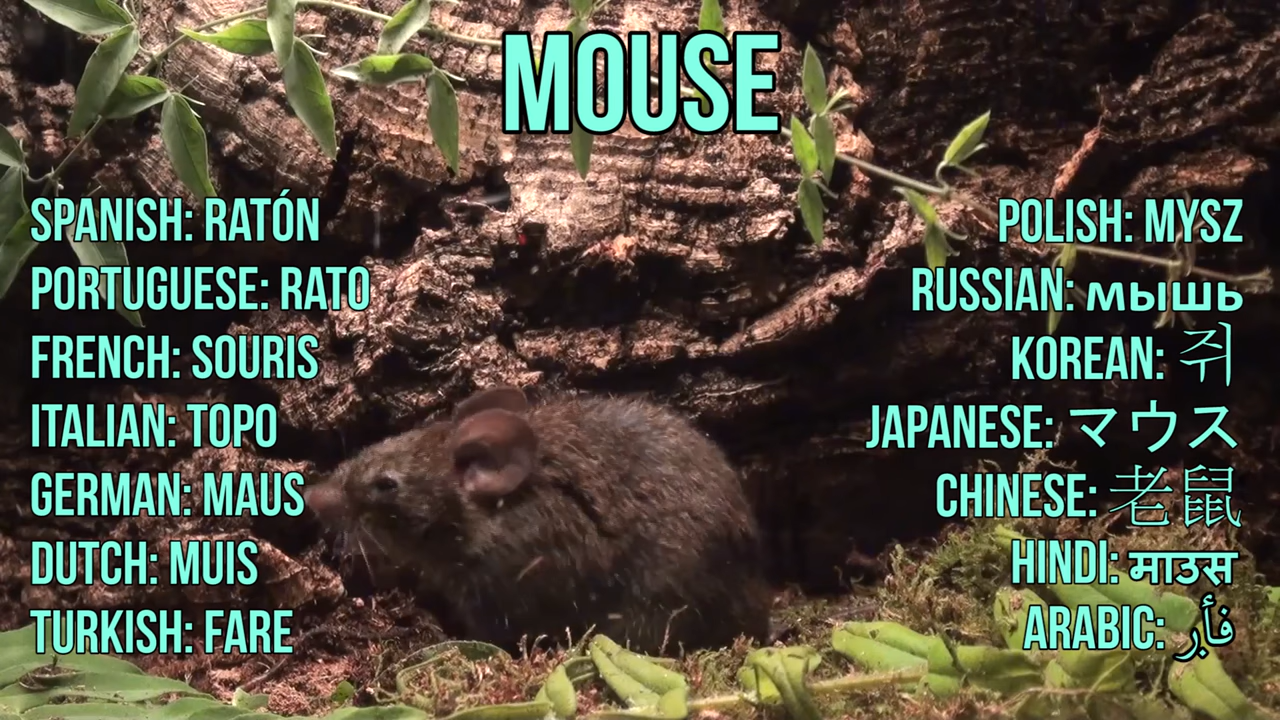 MOUSE
SPANISH: RATÓN
PORTUGUESE: RATO
FRENCH: SOURIS
ITALIAN: TOPO
GERMAN: MAUS
DUTCH: MUIS
TURKISH: FARE
POLISH: MYSZ
RUSSIAN: мышь
KOREAN: 쥐
JAPANESE: マウス
CHINESE: 老鼠
HINDI: माउस
ARABIC: فأر